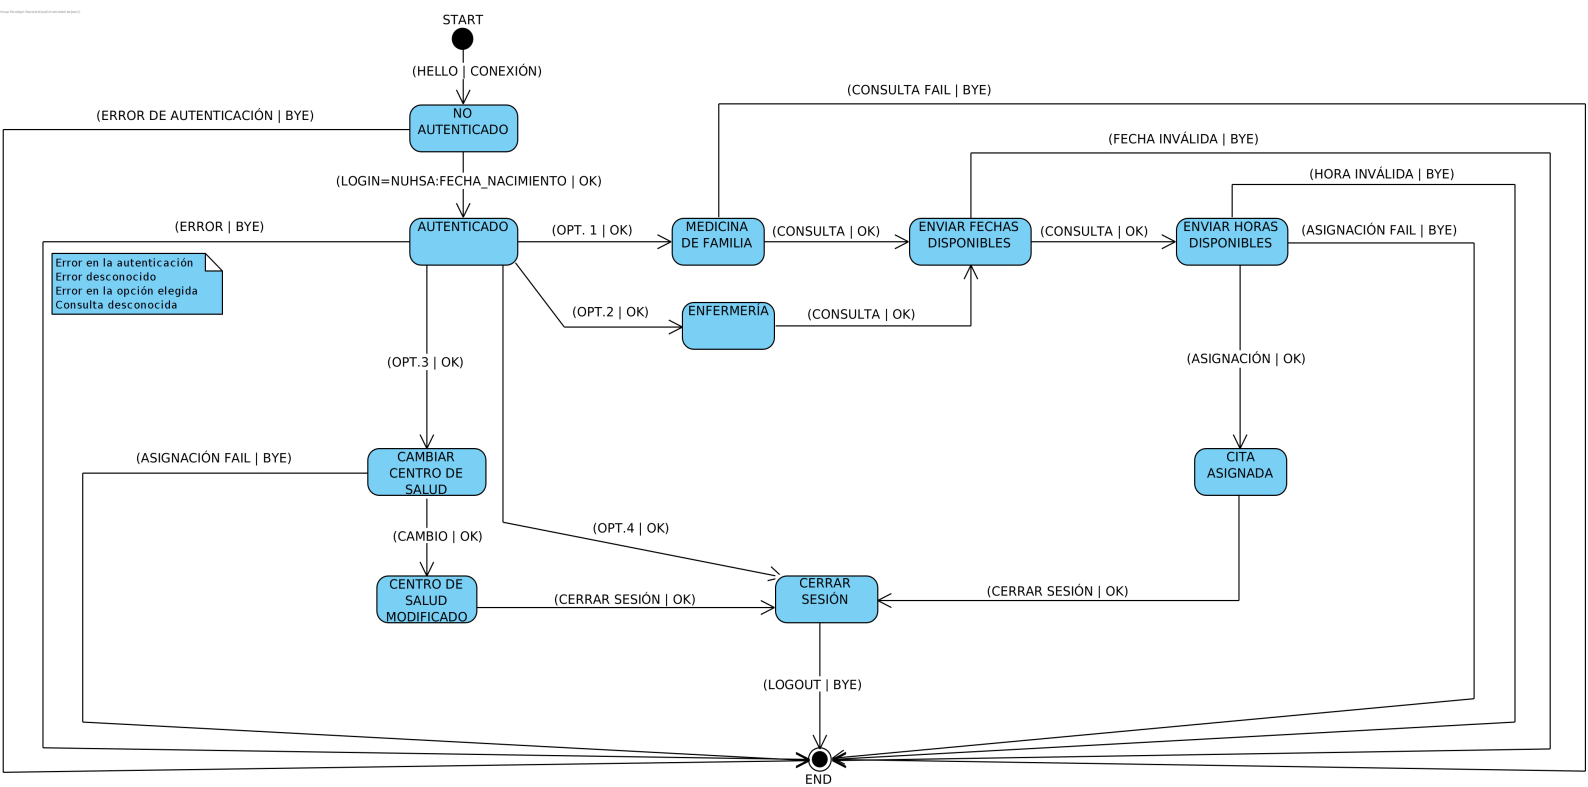 START
(HELLO | CONEXIÓN)
(CONSULTA FAIL | BYE)
(ERROR DE AUTENTICACIÓN | BYE)
NO
AUTENTICADO
(FECHA INVÁLIDA | BYE)
(HORA INVÁLIDA | BYE)
(LOGIN=NUHSA:FECHA_NACIMIENTO | OK)
(ERROR | BYE)
AUTENTICADO
(OPT. 1 | OK)
MEDICINA
DE FAMILIA
(CONSULTA | OK)
ENVIAR FECHAS
DISPONIBLES
(CONSULTA | OK)
ENVIAR HORAS
DISPONIBLES
(ASIGNACIÓN FAIL | BYE)
Error en la autenticación
Error desconocido
Error en la opción elegida
Consulta desconocida
(OPT.2 | OK)
ENFERMERÍA
(CONSULTA | OK)
(OPT.3 | OK)
(ASIGNACIÓN | OK)
(ASIGNACIÓN FAIL | BYE)
CAMBIAR
CENTRO DE
SALUD
CITA
ASIGNADA
(CAMBIO | OK)
(OPT.4 | OK)
CENTRO DE
SALUD
MODIFICADO
(CERRAR SESIÓN | OK)
CERRAR
SESIÓN
(CERRAR SESIÓN | OK)
(LOGOUT | BYE)
END